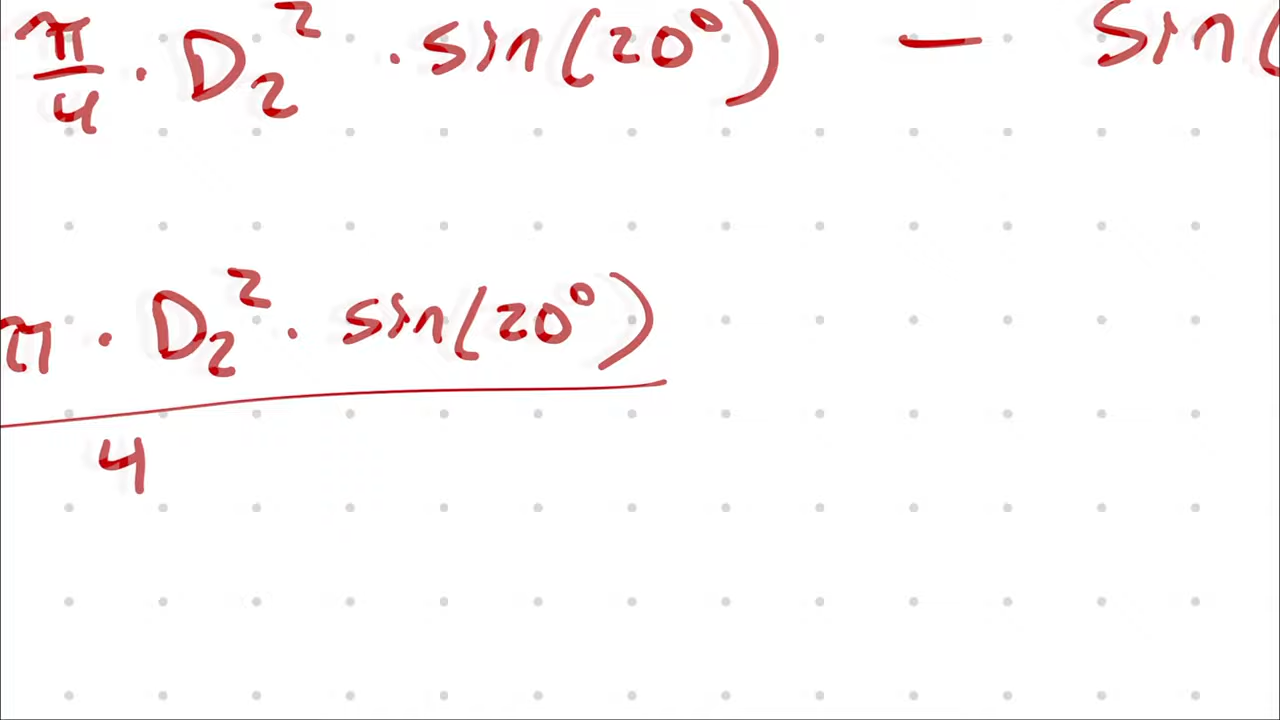 π/4 · D₂² · sin(20°) — sin(
π · D₂² · sin(20°)
4